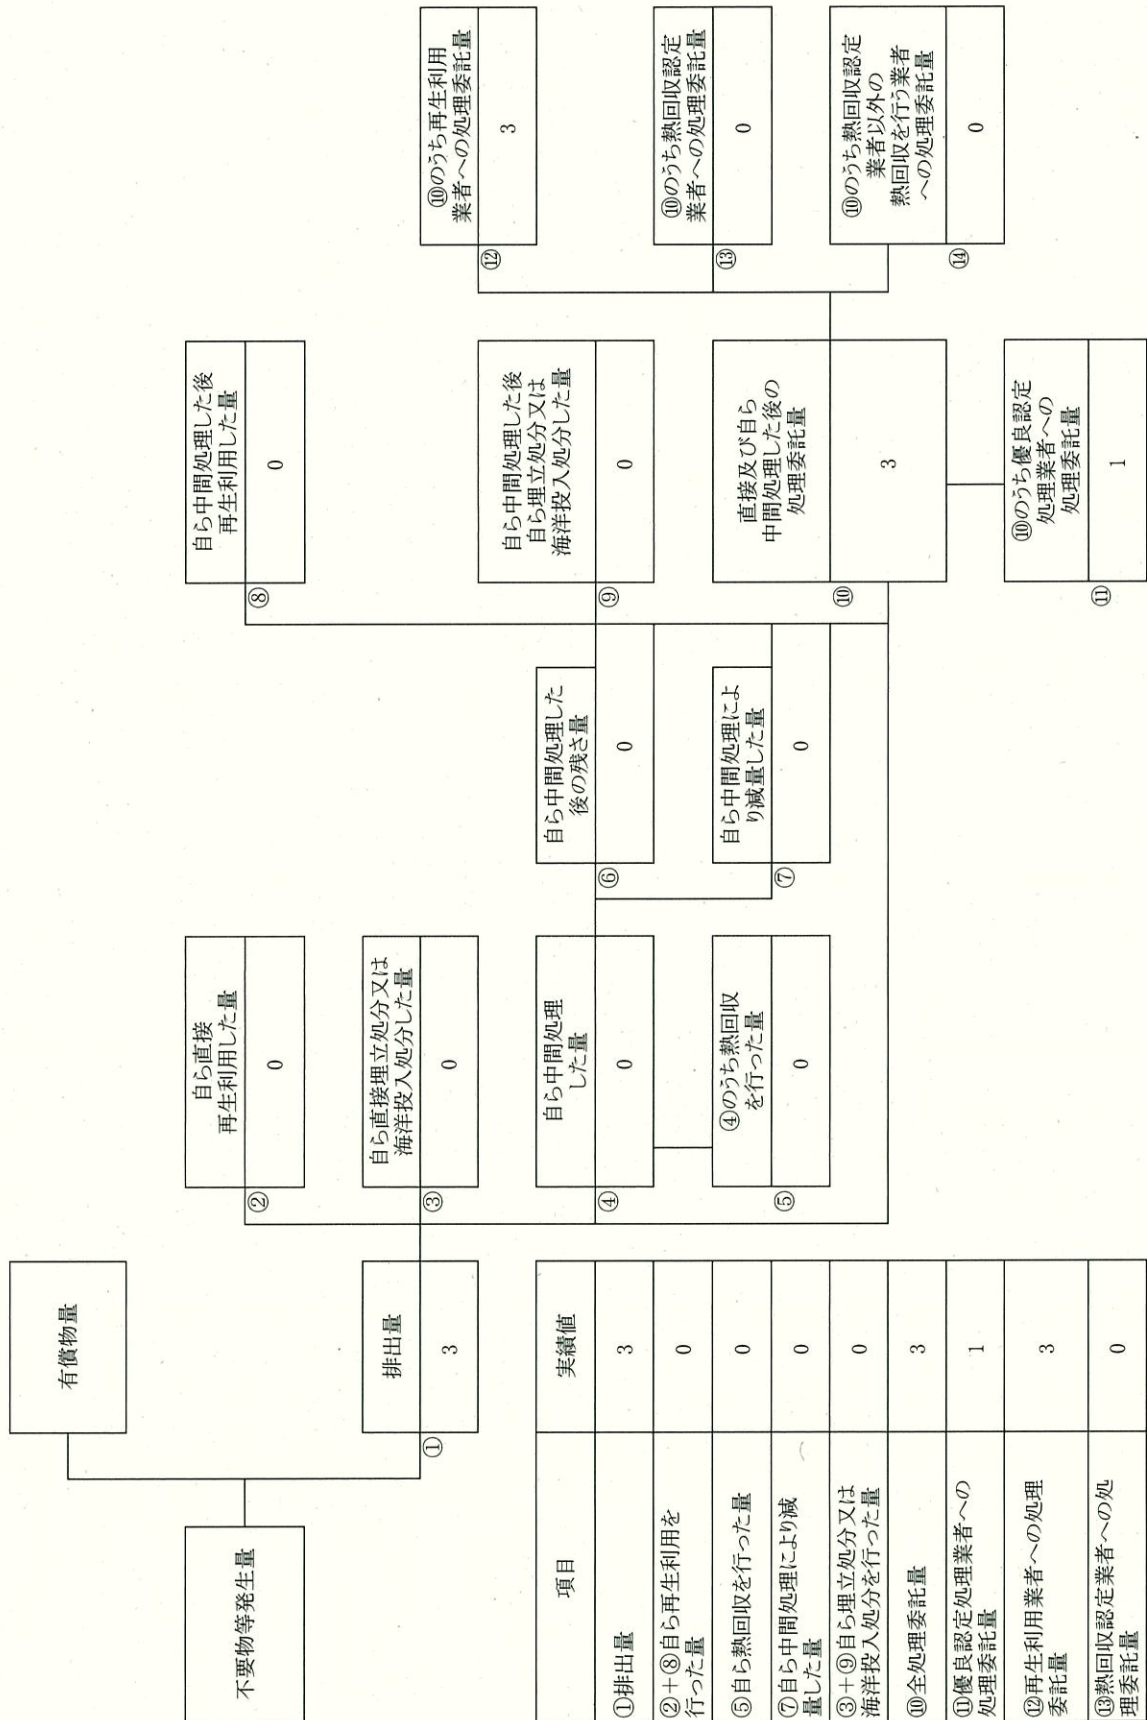 不要物等発生量
有償物量
排出量
①
3
自ら直接
再生利用した量
②
0
自ら直接埋立処分又は
海洋投入処分した量
③
0
自ら中間処理
した量
④
0
④のうち熱回収
を行った量
⑤
0
自ら中間処理した
後の残さ量
⑥
0
自ら中間処理によ
り減量した量
⑦
0
自ら中間処理した後
再生利用した量
⑧
0
自ら中間処理した後
自ら埋立処分又は
海洋投入処分した量
⑨
0
直接及び自ら
中間処理した後の
処理委託量
⑩
3
⑩のうち優良認定
処理業者への
処理委託量
⑪
1
⑩のうち再生利用
業者への処理委託量
⑫
3
⑩のうち熱回収認定
業者への処理委託量
⑬
0
⑩のうち熱回収認定
業者以外の
熱回収を行う業者
への処理委託量
⑭
0
項目
実績値
①排出量
3
②+⑧自ら再生利用を
行った量
0
⑤自ら熱回収を行った量
0
⑦自ら中間処理により減
量した量
0
③+⑨自ら埋立処分又は
海洋投入処分を行った量
0
⑩全処理委託量
3
⑪優良認定処理業者への
処理委託量
1
⑫再生利用業者への処理
委託量
3
⑬熱回収認定業者への処
理委託量
0